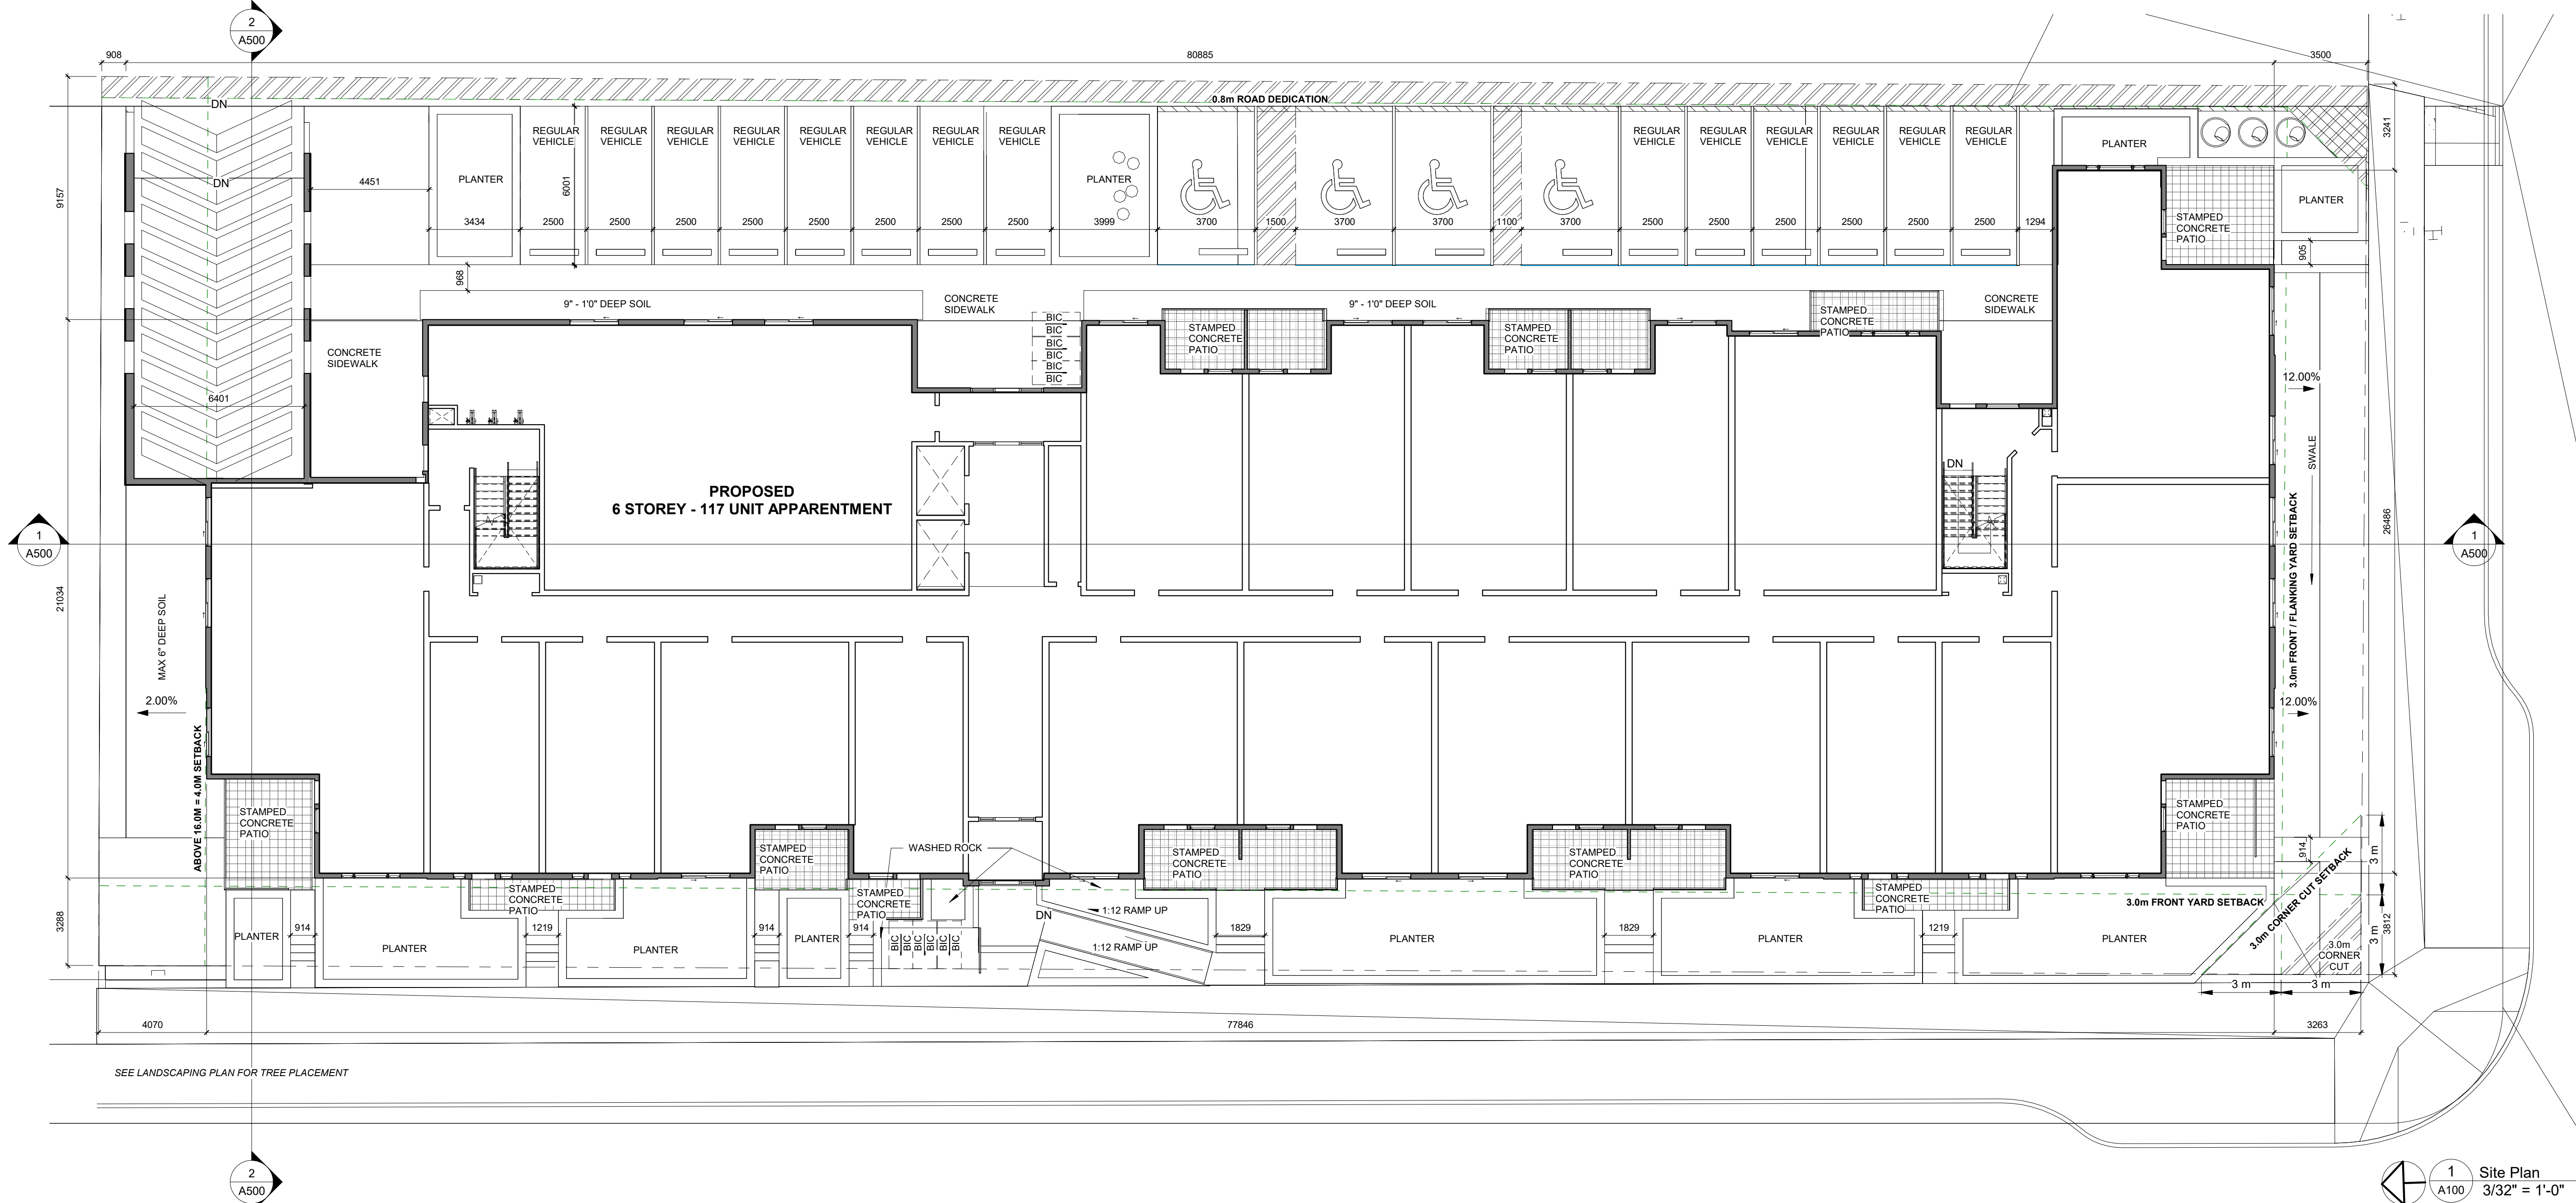 2
A500
908
80885
3500
DN
0.8m ROAD DEDICATION
REGULAR
VEHICLE
REGULAR
VEHICLE
REGULAR
VEHICLE
REGULAR
VEHICLE
REGULAR
VEHICLE
REGULAR
VEHICLE
REGULAR
VEHICLE
REGULAR
VEHICLE
REGULAR
VEHICLE
REGULAR
VEHICLE
REGULAR
VEHICLE
REGULAR
VEHICLE
REGULAR
VEHICLE
REGULAR
VEHICLE
3241
PLANTER
DN
4451
PLANTER
6001
PLANTER
9157
PLANTER
3434
2500
2500
2500
2500
2500
2500
2500
2500
3999
3700
1500
3700
3700
1100
3700
2500
2500
2500
2500
2500
2500
1294
STAMPED
CONCRETE
PATIO
905
968
9" - 1'0" DEEP SOIL
CONCRETE
SIDEWALK
9" - 1'0" DEEP SOIL
CONCRETE
SIDEWALK
BIC
BIC
BIC
BIC
BIC
BIC
STAMPED
CONCRETE
PATIO
STAMPED
CONCRETE
PATIO
STAMPED
CONCRETE
PATIO
CONCRETE
SIDEWALK
12.00%
6401
SWALE
DN
PROPOSED
6 STOREY - 117 UNIT APPARENTMENT
26486
1
A500
1
A500
3.0m FRONT / FLANKING YARD SETBACK
21034
MAX 6" DEEP SOIL
2.00%
12.00%
ABOVE 16.0M = 4.0M SETBACK
STAMPED
CONCRETE
PATIO
STAMPED
CONCRETE
PATIO
WASHED ROCK
STAMPED
CONCRETE
PATIO
STAMPED
CONCRETE
PATIO
STAMPED
CONCRETE
PATIO
914
3 m
STAMPED
CONCRETE
PATIO
STAMPED
CONCRETE
PATIO
STAMPED
CONCRETE
PATIO
3.0m FRONT YARD SETBACK
3.0m CORNER CUT SETBACK
3288
1:12 RAMP UP
DN
1:12 RAMP UP
PLANTER
914
PLANTER
1219
PLANTER
914
PLANTER
914
BIC
BIC
BIC
BIC
BIC
BIC
1829
PLANTER
1829
PLANTER
1219
PLANTER
3.0m
CORNER
CUT
3 m
3812
3 m
3 m
4070
77846
3263
SEE LANDSCAPING PLAN FOR TREE PLACEMENT
2
A500
1
A100
Site Plan
3/32" = 1'-0"